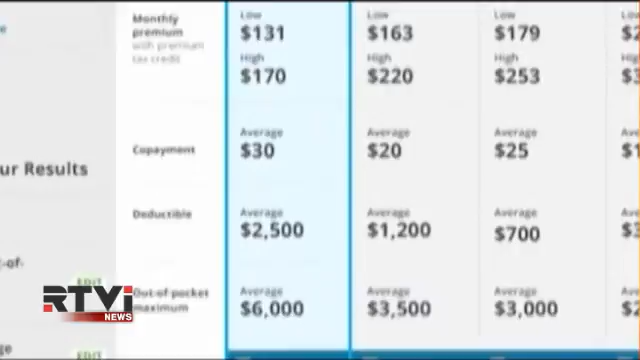 Monthly premium with premium tax credit
Low Low Low
$131 $163 $179
High High High
$170 $220 $253
Copayment
Average Average Average
$30 $20 $25
ur Results
Deductible
Average Average Average
$2,500 $1,200 $700
t-of-
EDIT
Out of pocket maximum
Average Average Average
$6,000 $3,500 $3,000
RTVi
NEWS
EDIT